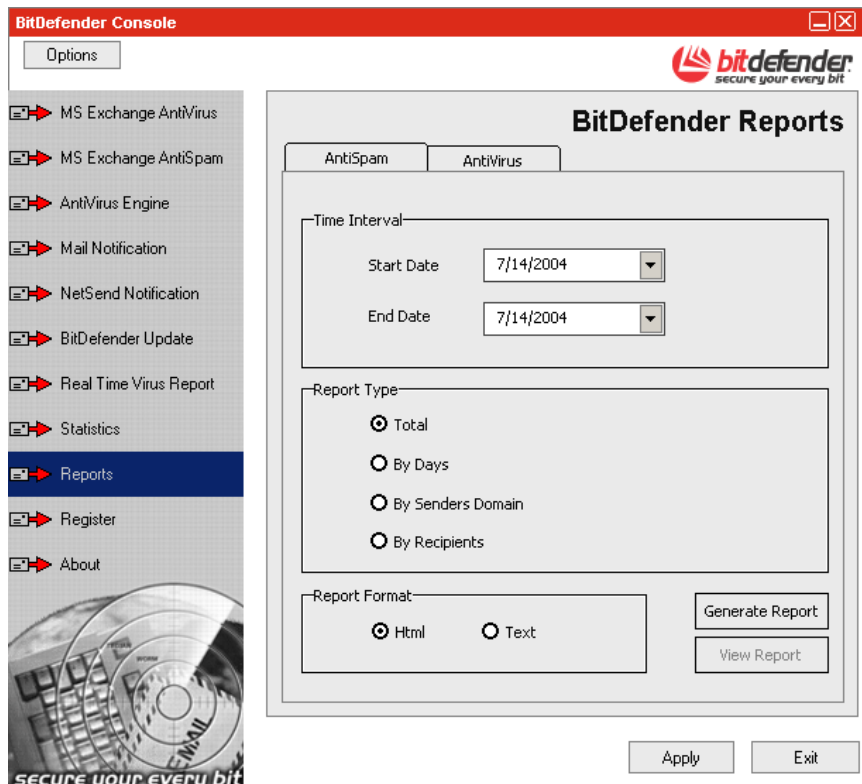 BitDefender Console
Options
bitdefender
secure your every bit
MS Exchange AntiVirus
MS Exchange AntiSpam
AntiVirus Engine
Mail Notification
NetSend Notification
BitDefender Update
Real Time Virus Report
Statistics
Reports
Register
About
TROJAN
WORM
EMAIL
secure your every bit
BitDefender Reports
AntiSpam
AntiVirus
Time Interval
Start Date
7/14/2004
End Date
7/14/2004
Report Type
Total
By Days
By Senders Domain
By Recipients
Report Format
Html
Text
Generate Report
View Report
Apply
Exit